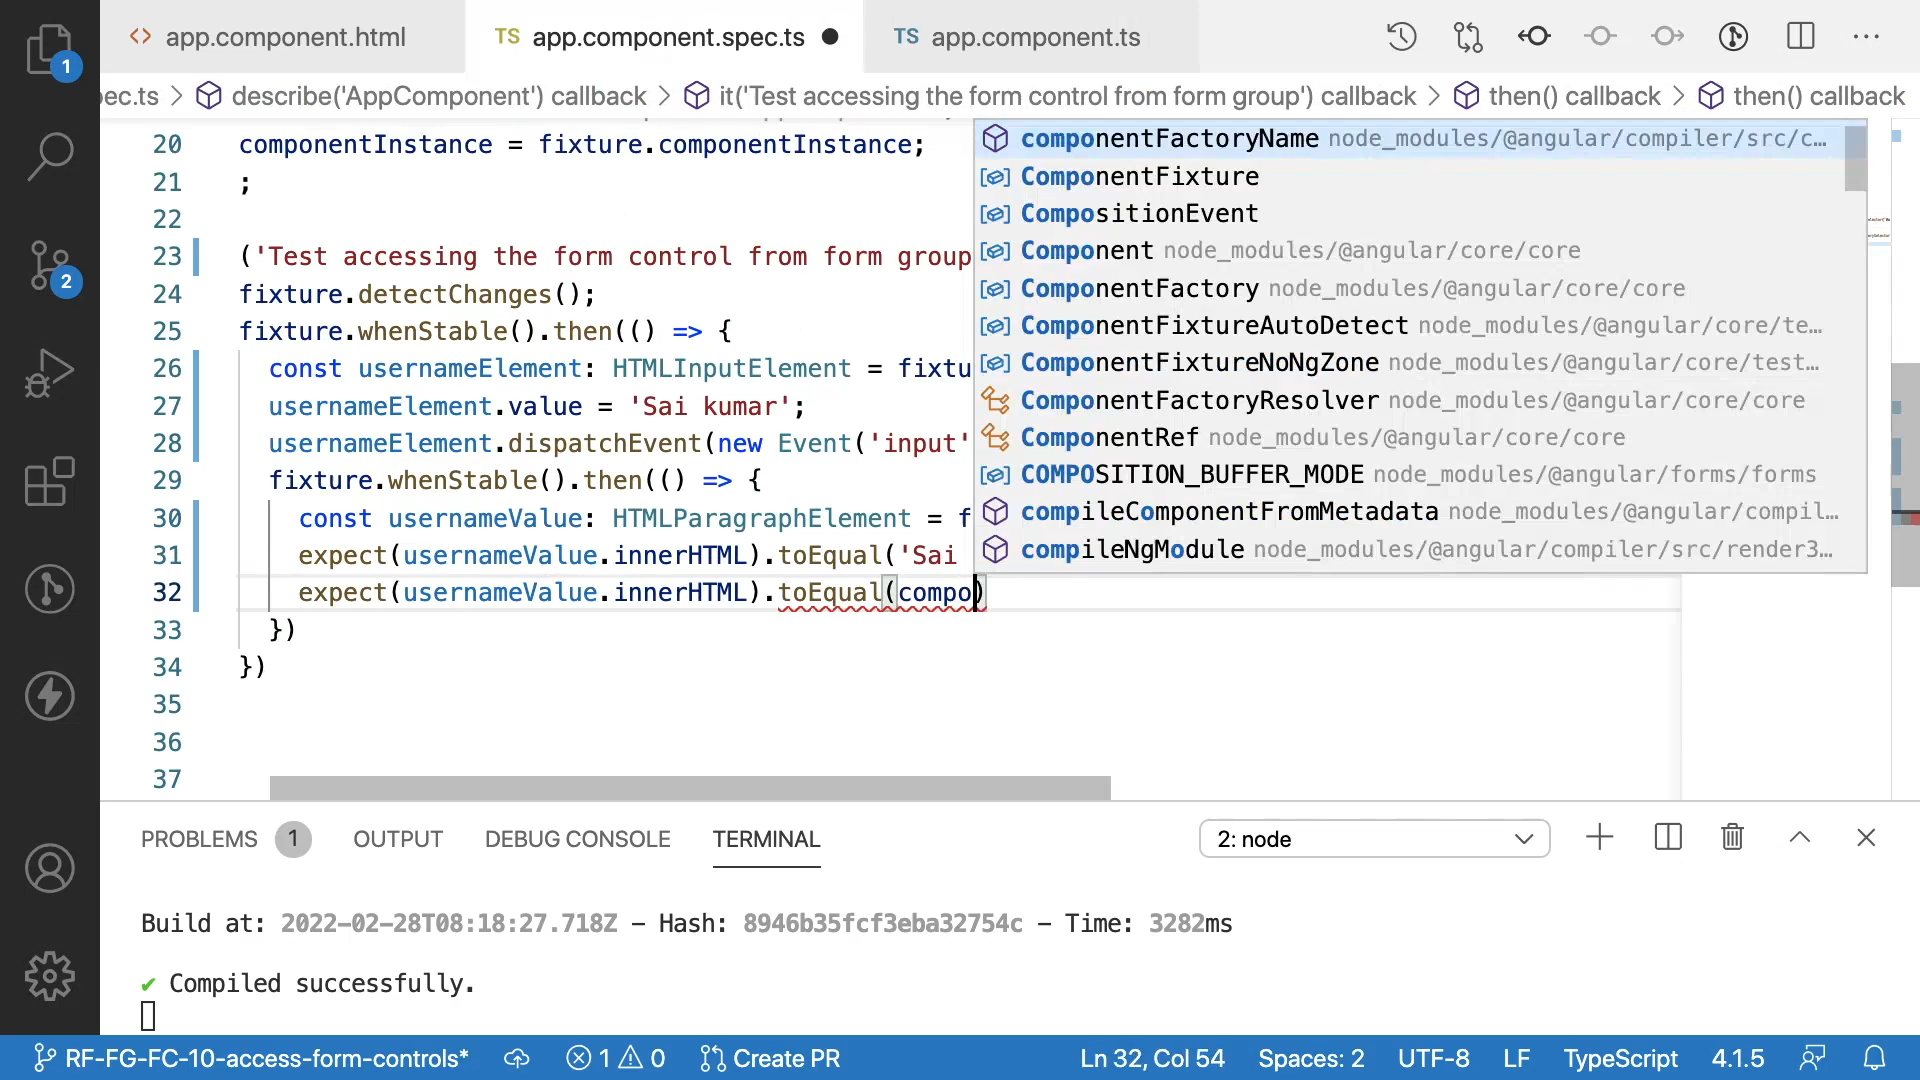 app.component.html
TS app.component.spec.ts
TS app.component.ts
1
ec.ts > describe('AppComponent') callback > it('Test accessing the form control from form group') callback > then() callback > then() callback
20 componentInstance = fixture.componentInstance;
21 ;
22
23 ('Test accessing the form control from form group
24 fixture.detectChanges();
25 fixture.whenStable().then(() => {
26 const usernameElement: HTMLInputElement = fixtu
27 usernameElement.value = 'Sai kumar';
28 usernameElement.dispatchEvent(new Event('input'
29 fixture.whenStable().then(() => {
30 const usernameValue: HTMLParagraphElement = f
31 expect(usernameValue.innerHTML).toEqual('Sai
32 expect(usernameValue.innerHTML).toEqual(compo)
33 })
34 })
35
36
37
componentFactoryName node_modules/@angular/compiler/src/c…
ComponentFixture
CompositionEvent
Component node_modules/@angular/core/core
ComponentFactory node_modules/@angular/core/core
ComponentFixtureAutoDetect node_modules/@angular/core/te…
ComponentFixtureNoNgZone node_modules/@angular/core/test…
ComponentFactoryResolver node_modules/@angular/core/core
ComponentRef node_modules/@angular/core/core
COMPOSITION_BUFFER_MODE node_modules/@angular/forms/forms
compileComponentFromMetadata node_modules/@angular/compil…
compileNgModule node_modules/@angular/compiler/src/render3…
2
PROBLEMS 1 OUTPUT DEBUG CONSOLE TERMINAL 2: node
Build at: 2022-02-28T08:18:27.718Z - Hash: 8946b35fcf3eba32754c - Time: 3282ms
✔ Compiled successfully.
RF-FG-FC-10-access-form-controls* 1 0 Create PR Ln 32, Col 54 Spaces: 2 UTF-8 LF TypeScript 4.1.5